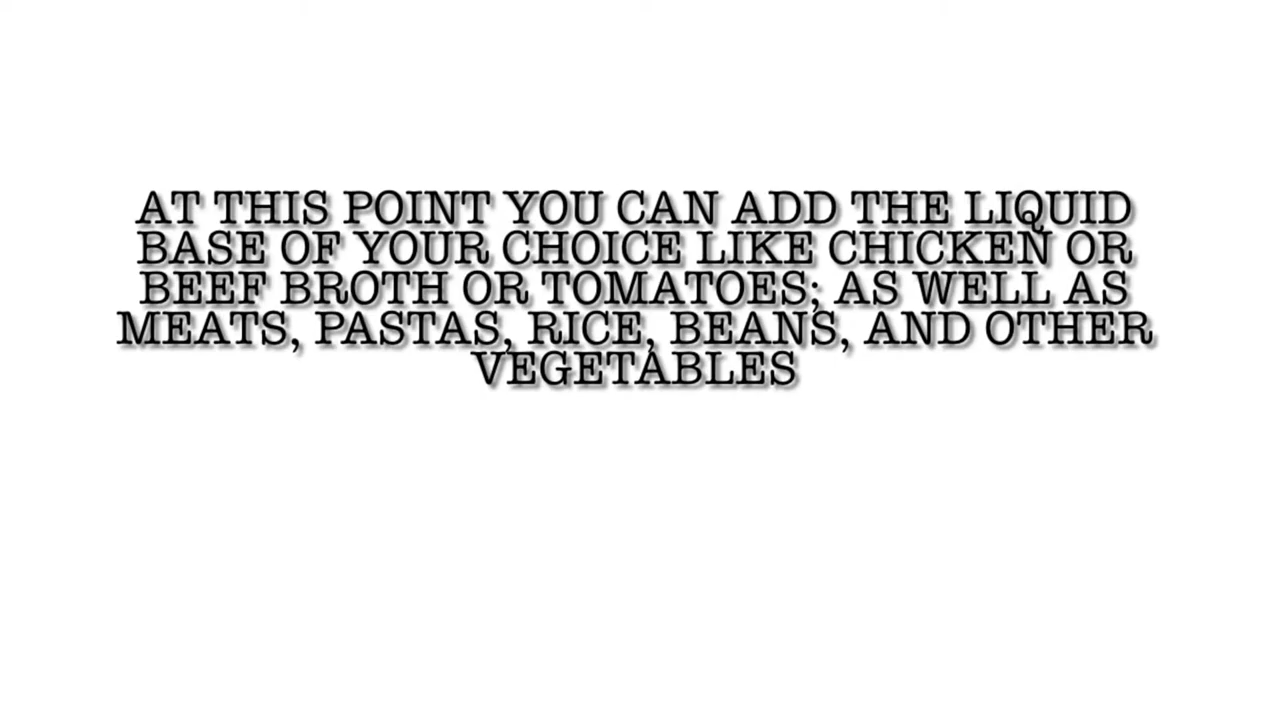 AT THIS POINT YOU CAN ADD THE LIQUID
BASE OF YOUR CHOICE LIKE CHICKEN OR
BEEF BROTH OR TOMATOES; AS WELL AS
MEATS, PASTAS, RICE, BEANS, AND OTHER
VEGETABLES